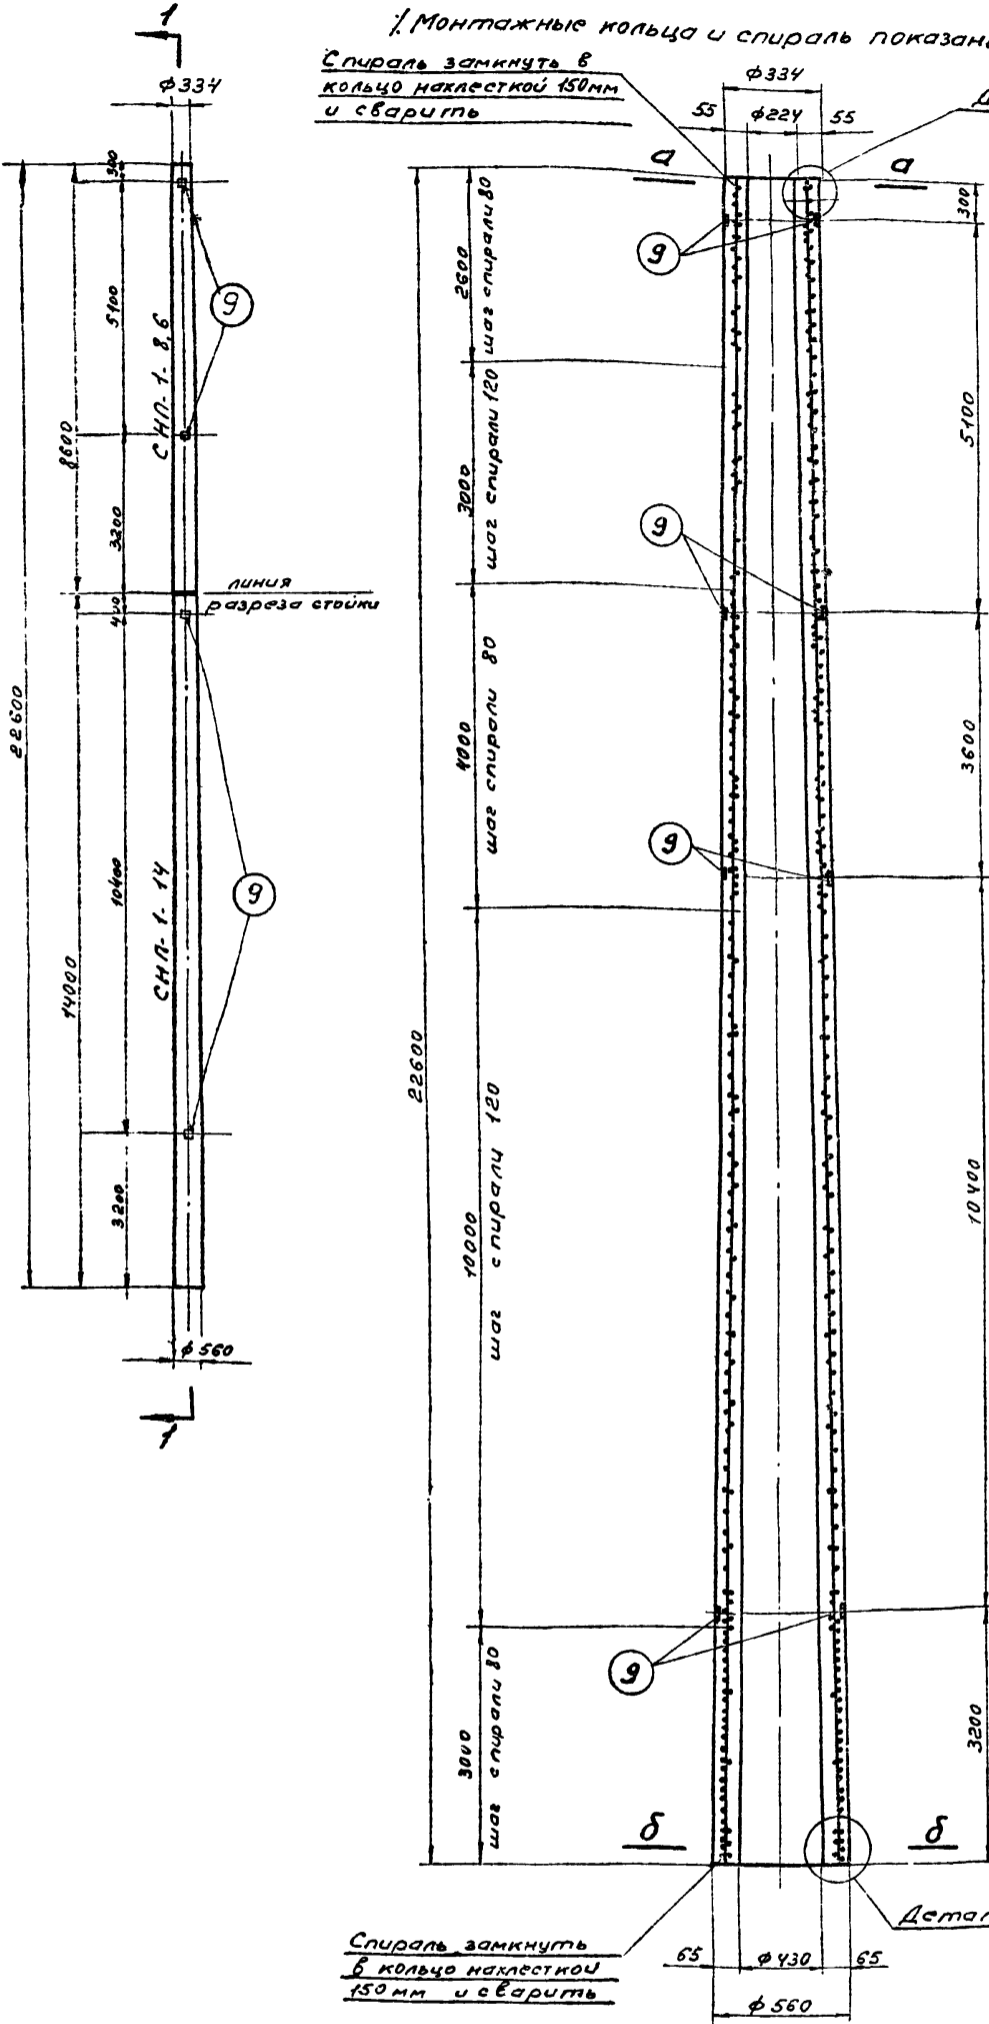 1
Монтажные кольца и спираль показан
Спираль замкнуть в
кольцо нахлесткой 150мм
и сварить
ф334
ф334
55
ф224
55
а
а
300
5100
3200
400
10400
3200
8600
14000
22600
СНП-1-8,6
СНП-1-14
9
9
линия
разреза стойки
ф560
1
22600
2600
шаг спирали 80
3000
шаг спирали 120
4000
шаг спирали 80
10000
шаг спирали 120
3000
шаг спирали 80
9
9
9
9
300
5100
3600
10400
3200
б
б
Спираль замкнуть
в кольцо нахлесткой
150мм и сварить
Детал
65
ф430
65
ф560